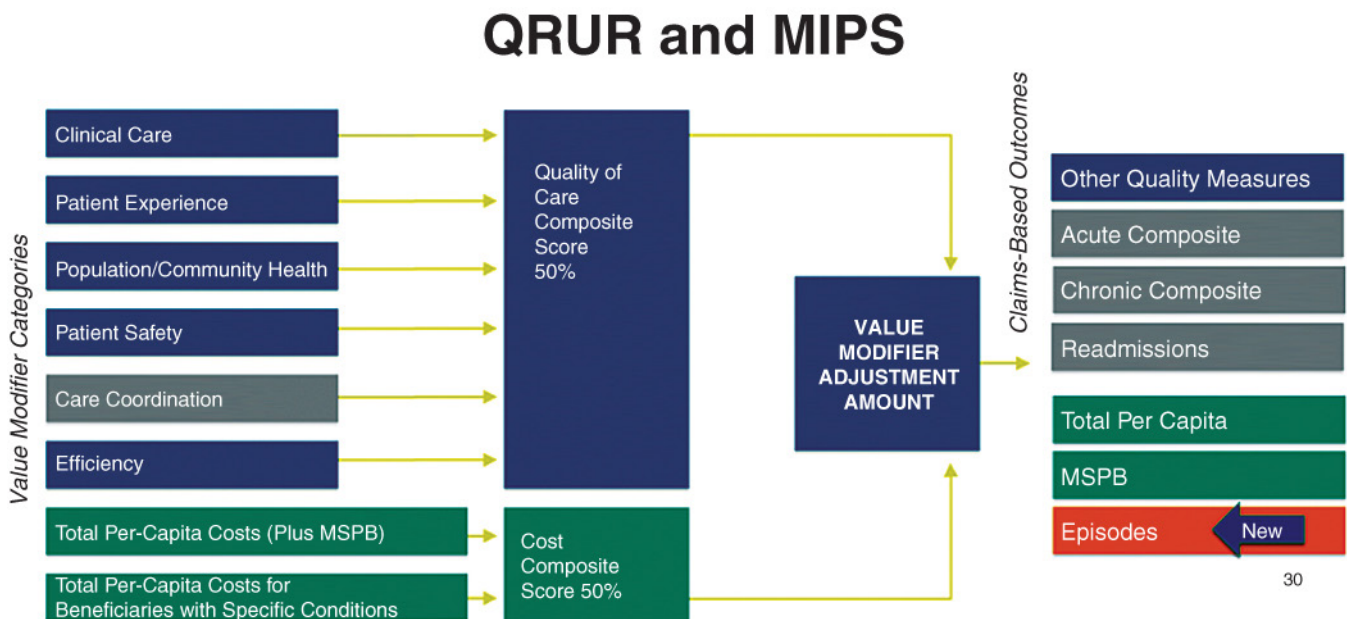 QRUR and MIPS
Value Modifier Categories
Clinical Care
Patient Experience
Population/Community Health
Patient Safety
Care Coordination
Efficiency
Total Per-Capita Costs (Plus MSPB)
Total Per-Capita Costs for
Beneficiaries with Specific Conditions
Quality of
Care
Composite
Score
50%
Cost
Composite
Score 50%
VALUE
MODIFIER
ADJUSTMENT
AMOUNT
Claims-Based Outcomes
Other Quality Measures
Acute Composite
Chronic Composite
Readmissions
Total Per Capita
MSPB
Episodes
New
30